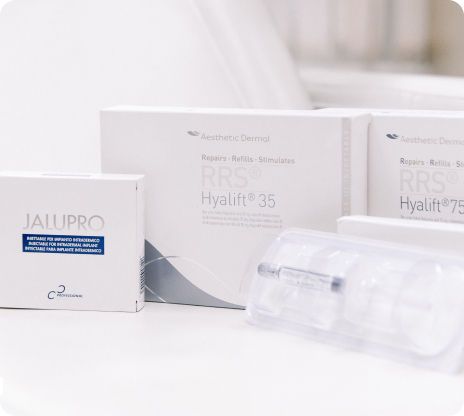 JALUPRO
INIETTABILE PER IMPIANTO INTRADERMICO
INJECTABLE FOR INTRADERMAL IMPLANT
INYECTABLE PARA IMPLANTE INTRADÉRMICO
PROFESSIONAL
Aesthetic Dermal
Repairs - Refills - Stimulates
RRS®
Hyalift® 35
Aesthetic Dermal
Repairs - Refills - Stimulates
RRS®
Hyalift® 75